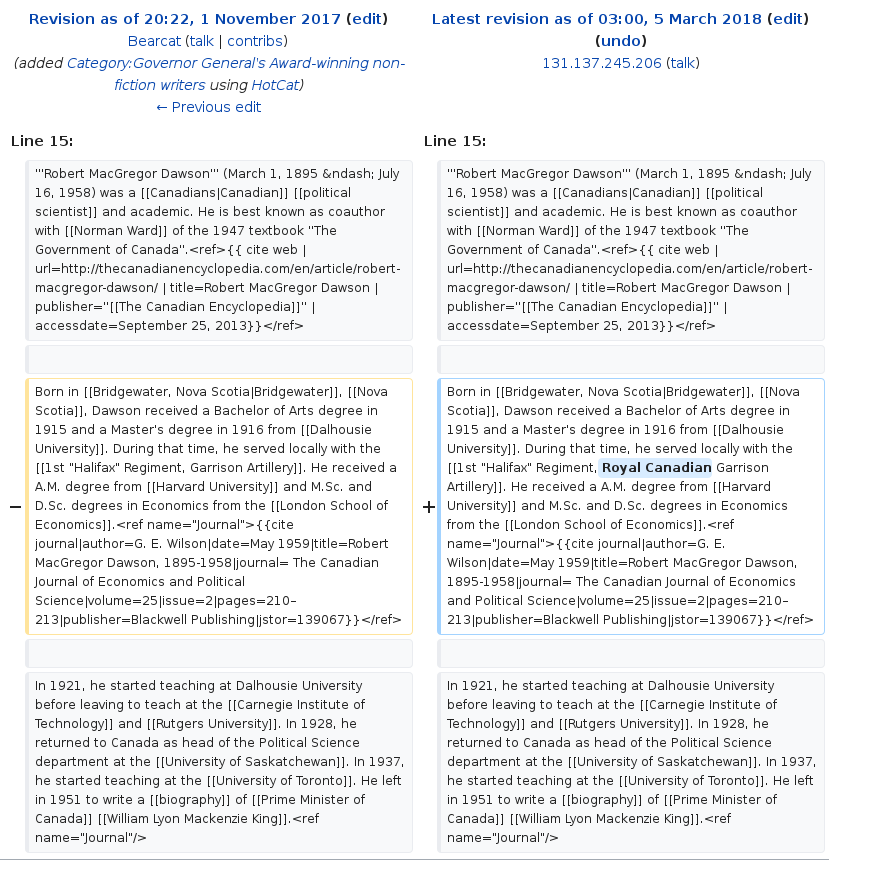 Revision as of 20:22, 1 November 2017 (edit)
Bearcat (talk | contribs)
(added Category:Governor General's Award-winning non-
fiction writers using HotCat)
← Previous edit
Latest revision as of 03:00, 5 March 2018 (edit)
(undo)
131.137.245.206 (talk)
Line 15:
Line 15:
'''Robert MacGregor Dawson''' (March 1, 1895 &ndash; July
16, 1958) was a [[Canadians|Canadian]] [[political
scientist]] and academic. He is best known as coauthor
with [[Norman Ward]] of the 1947 textbook ''The
Government of Canada''.<ref>{{ cite web |
url=http://thecanadianencyclopedia.com/en/article/robert-
macgregor-dawson/ | title=Robert MacGregor Dawson |
publisher=''[[The Canadian Encyclopedia]]'' |
accessdate=September 25, 2013}}</ref>
'''Robert MacGregor Dawson''' (March 1, 1895 &ndash; July
16, 1958) was a [[Canadians|Canadian]] [[political
scientist]] and academic. He is best known as coauthor
with [[Norman Ward]] of the 1947 textbook ''The
Government of Canada''.<ref>{{ cite web |
url=http://thecanadianencyclopedia.com/en/article/robert-
macgregor-dawson/ | title=Robert MacGregor Dawson |
publisher=''[[The Canadian Encyclopedia]]'' |
accessdate=September 25, 2013}}</ref>
−
Born in [[Bridgewater, Nova Scotia|Bridgewater]], [[Nova
Scotia]], Dawson received a Bachelor of Arts degree in
1915 and a Master's degree in 1916 from [[Dalhousie
University]]. During that time, he served locally with the
[[1st "Halifax" Regiment, Garrison Artillery]]. He received a
A.M. degree from [[Harvard University]] and M.Sc. and
D.Sc. degrees in Economics from the [[London School of
Economics]].<ref name="Journal">{{cite
journal|author=G. E. Wilson|date=May 1959|title=Robert
MacGregor Dawson, 1895-1958|journal= The Canadian
Journal of Economics and Political
Science|volume=25|issue=2|pages=210–
213|publisher=Blackwell Publishing|jstor=139067}}</ref>
+
Born in [[Bridgewater, Nova Scotia|Bridgewater]], [[Nova
Scotia]], Dawson received a Bachelor of Arts degree in
1915 and a Master's degree in 1916 from [[Dalhousie
University]]. During that time, he served locally with the
[[1st "Halifax" Regiment, Royal Canadian Garrison
Artillery]]. He received a A.M. degree from [[Harvard
University]] and M.Sc. and D.Sc. degrees in Economics
from the [[London School of Economics]].<ref
name="Journal">{{cite journal|author=G. E.
Wilson|date=May 1959|title=Robert MacGregor Dawson,
1895-1958|journal= The Canadian Journal of Economics
and Political Science|volume=25|issue=2|pages=210–
213|publisher=Blackwell Publishing|jstor=139067}}</ref>
In 1921, he started teaching at Dalhousie University
before leaving to teach at the [[Carnegie Institute of
Technology]] and [[Rutgers University]]. In 1928, he
returned to Canada as head of the Political Science
department at the [[University of Saskatchewan]]. In 1937,
he started teaching at the [[University of Toronto]]. He left
in 1951 to write a [[biography]] of [[Prime Minister of
Canada]] [[William Lyon Mackenzie King]].<ref
name="Journal"/>
In 1921, he started teaching at Dalhousie University
before leaving to teach at the [[Carnegie Institute of
Technology]] and [[Rutgers University]]. In 1928, he
returned to Canada as head of the Political Science
department at the [[University of Saskatchewan]]. In 1937,
he started teaching at the [[University of Toronto]]. He left
in 1951 to write a [[biography]] of [[Prime Minister of
Canada]] [[William Lyon Mackenzie King]].<ref
name="Journal"/>